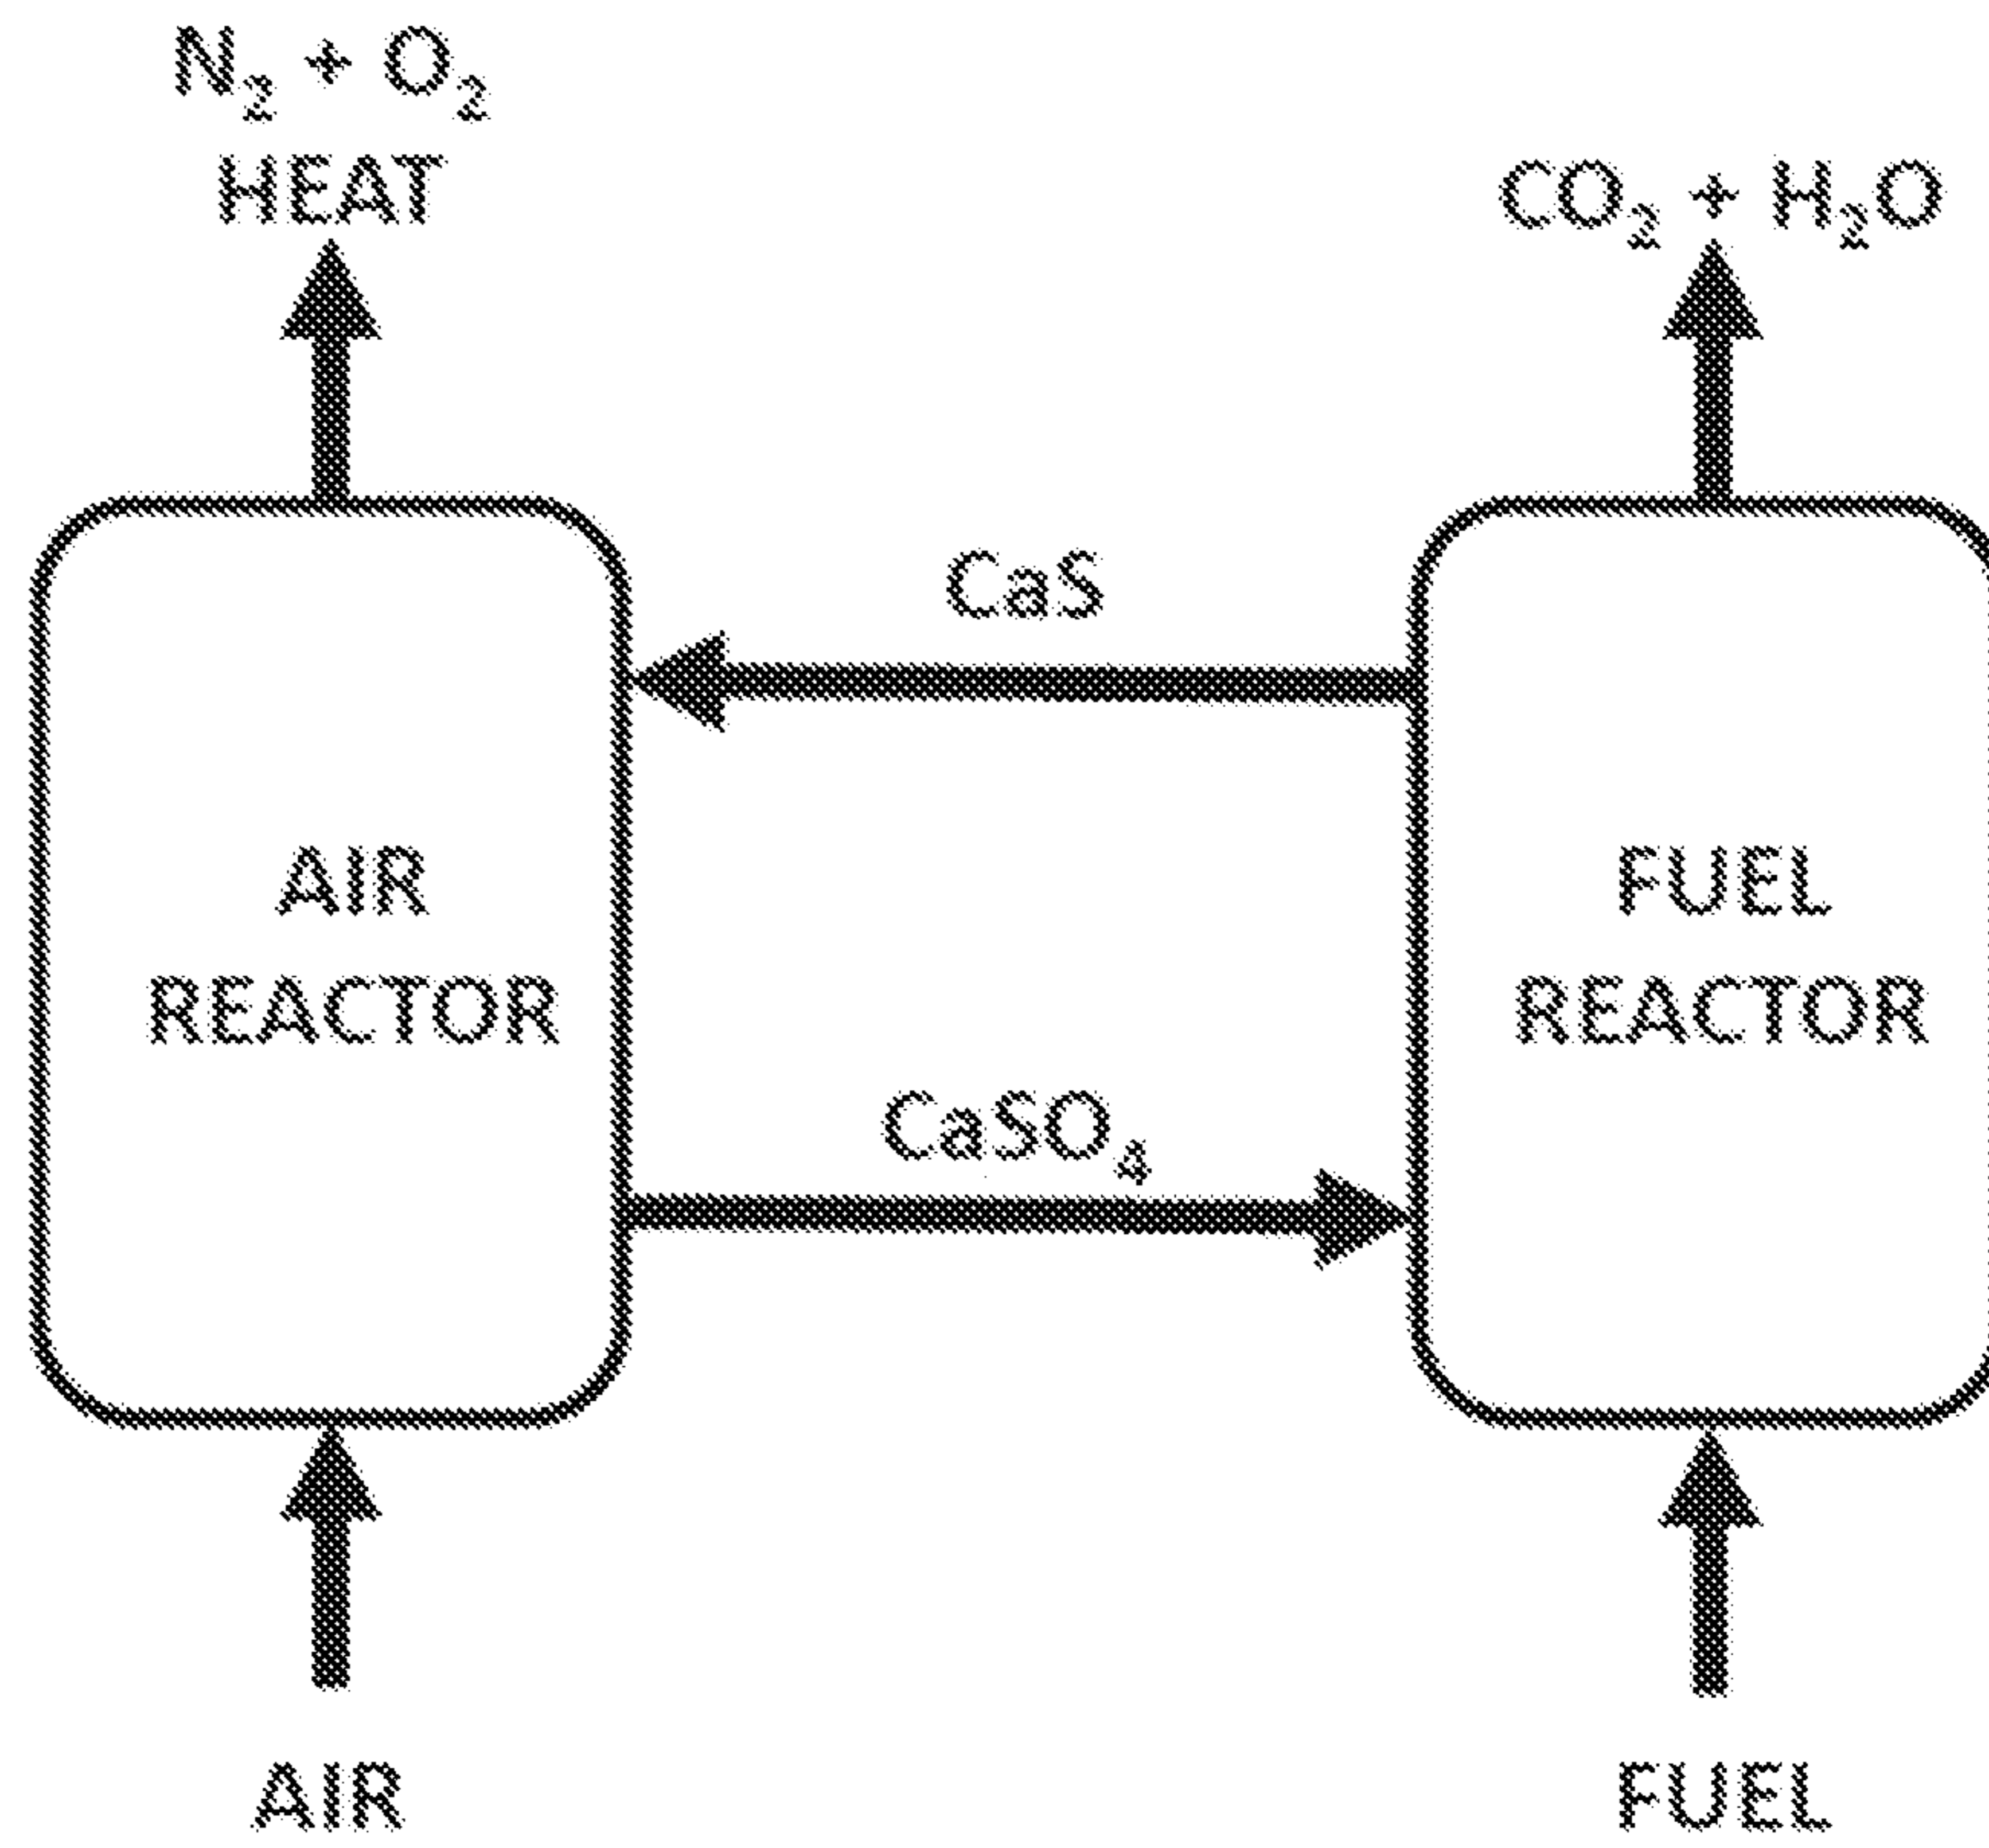 N₂ + O₂
HEAT
CO₂ + H₂O
CaS
AIR
REACTOR
FUEL
REACTOR
CaSO₄
AIR
FUEL